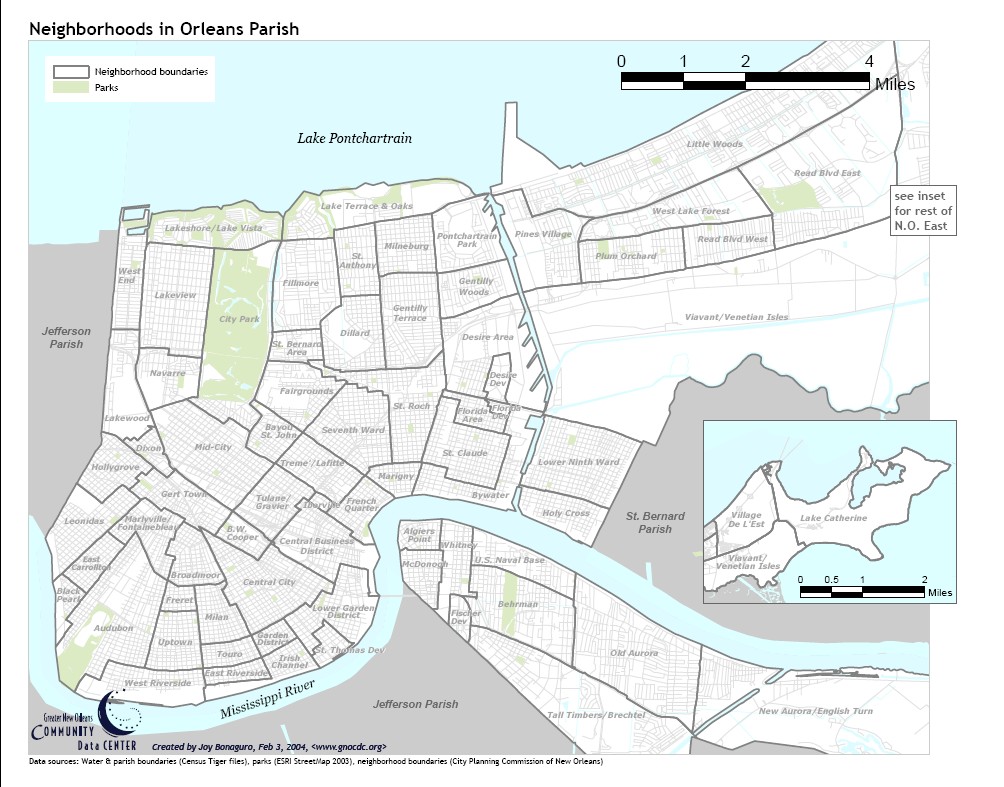 Neighborhoods in Orleans Parish
Neighborhood boundaries
Parks
0 1 2 4
Miles
Lake Pontchartrain
Little Woods
Read Blvd East
see inset
for rest of
N.O. East
Lake Terrace & Oaks
West Lake Forest
Lakeshore/Lake Vista
Pontchartrain
Park
Pines Village
Read Blvd West
Milneburg
Plum Orchard
St.
Anthony
West
End
Fillmore
Gentilly
Woods
Lakeview
Gentilly
Terrace
City Park
Viavant/Venetian Isles
Jefferson
Parish
Dillard
Desire Area
St. Bernard
Area
Navarre
Desire
Dev
Fairgrounds
St. Roch
Florida
Area
Florida
Dev
Lakewood
Bayou
St. John
Seventh Ward
Dixon
Mid-City
St. Claude
Hollygrove
Treme'/Lafitte
Lower Ninth Ward
Marigny
Gert Town
Bywater
Tulane/
Gravier
Iberville
French
Quarter
Holy Cross
St. Bernard
Parish
Leonidas
Marlyville/
Fontainebleau
B.W.
Cooper
Central Business
District
Algiers
Point
Whitney
U.S. Naval Base
McDonogh
East
Carrollton
Broadmoor
Central City
Black
Pearl
Freret
Milan
Lower Garden
District
Fischer
Dev
Behrman
Audubon
Uptown
Garden
District
St. Thomas Dev
Touro
Irish
Channel
Old Aurora
East Riverside
West Riverside
Mississippi River
Jefferson Parish
Tall Timbers/Brechtel
New Aurora/English Turn
Village
De L'Est
Lake Catherine
Viavant/
Venetian Isles
0 0.5 1 2
Miles
Greater New Orleans
COMMUNITY
Data CENTER
Created by Joy Bonaguro, Feb 3, 2004, <www.gnocdc.org>
Data sources: Water & parish boundaries (Census Tiger files), parks (ESRI StreetMap 2003), neighborhood boundaries (City Planning Commission of New Orleans)